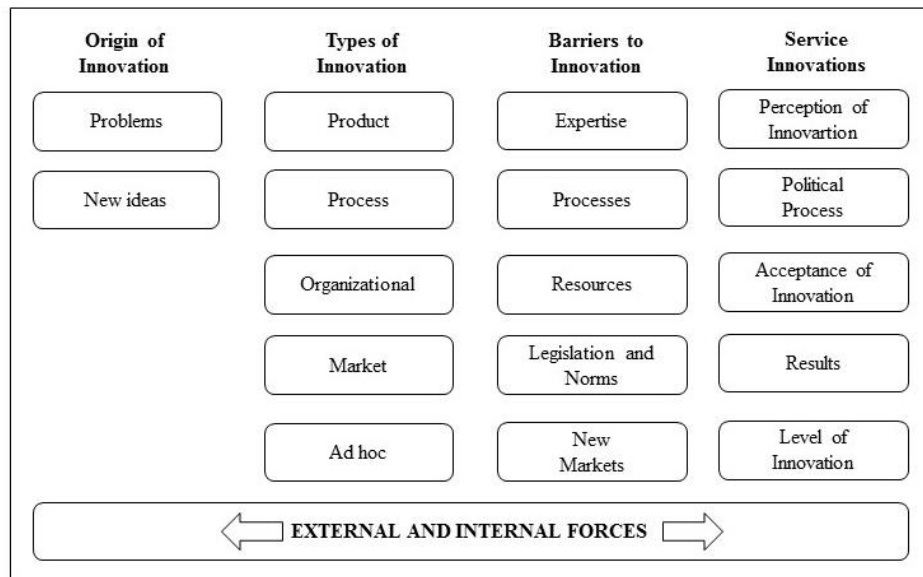 Origin of
Innovation
Types of
Innovation
Barriers to
Innovation
Service
Innovations
Problems
Product
Expertise
Perception of
Innovartion
New ideas
Process
Processes
Political
Process
Organizational
Resources
Acceptance of
Innovation
Market
Legislation and
Norms
Results
Ad hoc
New
Markets
Level of
Innovation
EXTERNAL AND INTERNAL FORCES